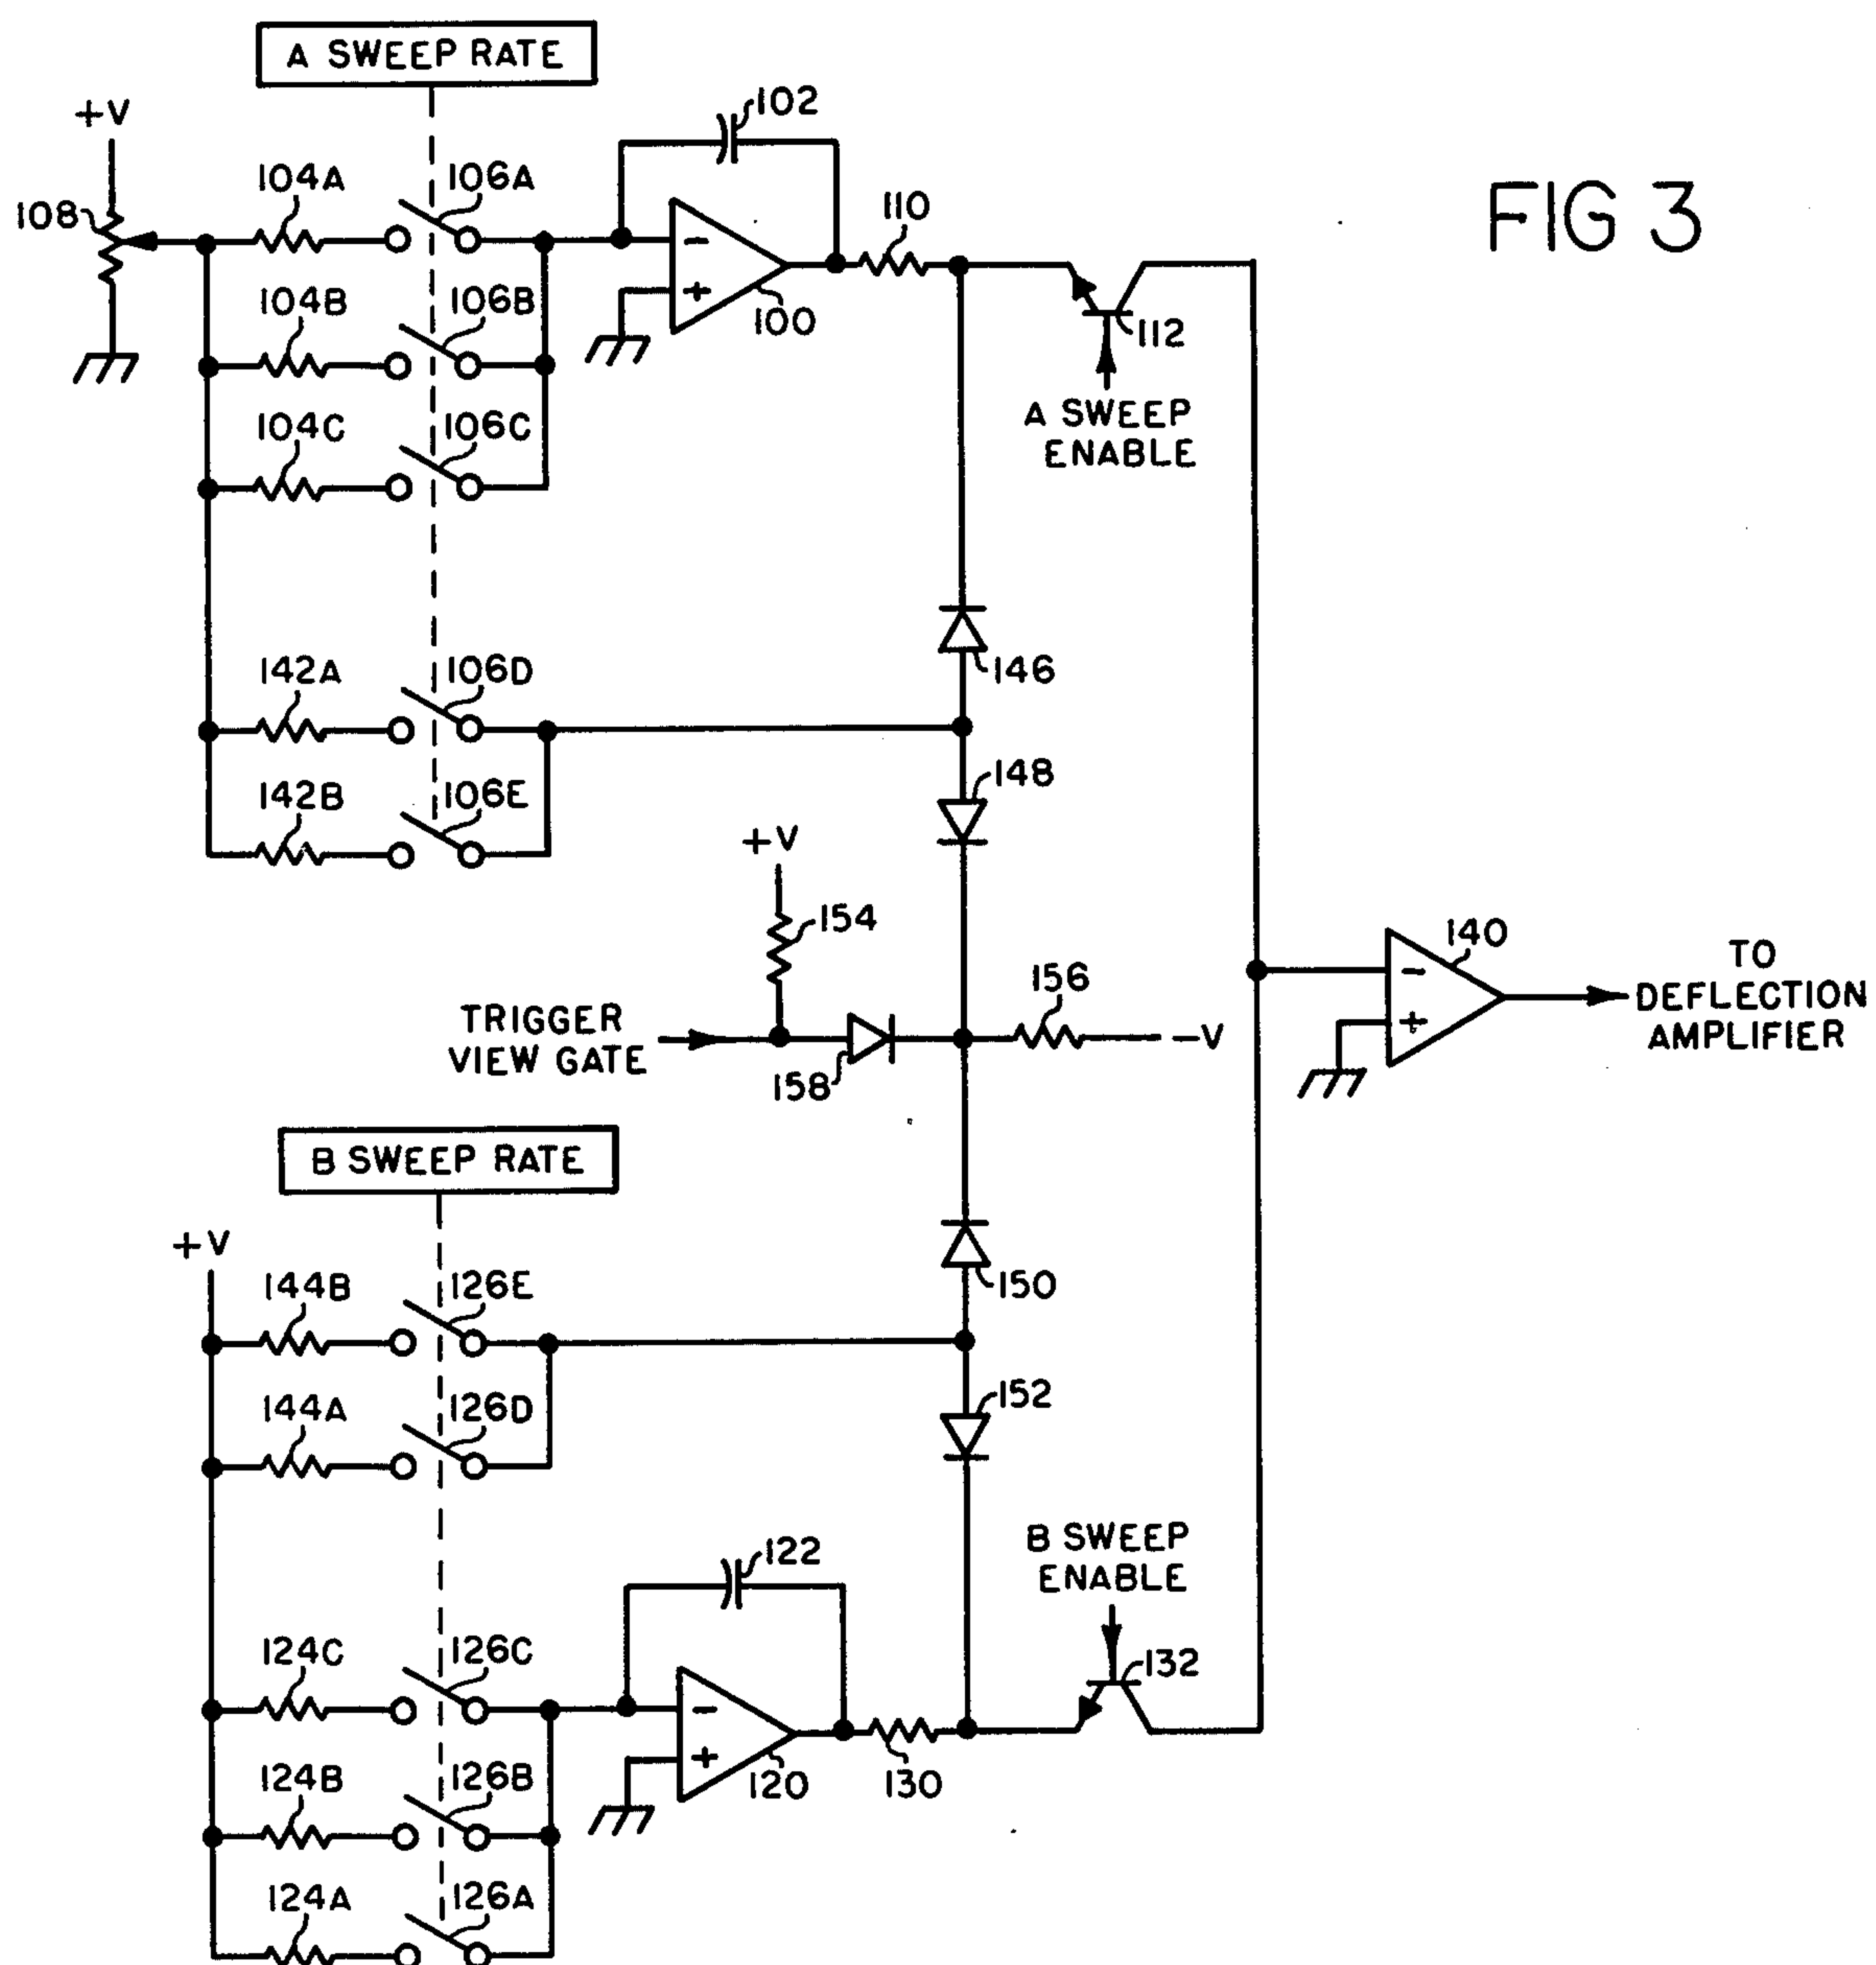 A SWEEP RATE
+V
102
104A
106A
110
108
FIG 3
104B
106B
−
+
100
112
104C
106C
A SWEEP
ENABLE
142A
106D
146
148
142B
106E
+V
154
140
TO
DEFLECTION
AMPLIFIER
−
+
156
TRIGGER
VIEW GATE
−V
158
B SWEEP RATE
+V
144B
126E
150
144A
126D
152
B SWEEP
ENABLE
122
124C
126C
132
−
+
124B
126B
120
130
124A
126A